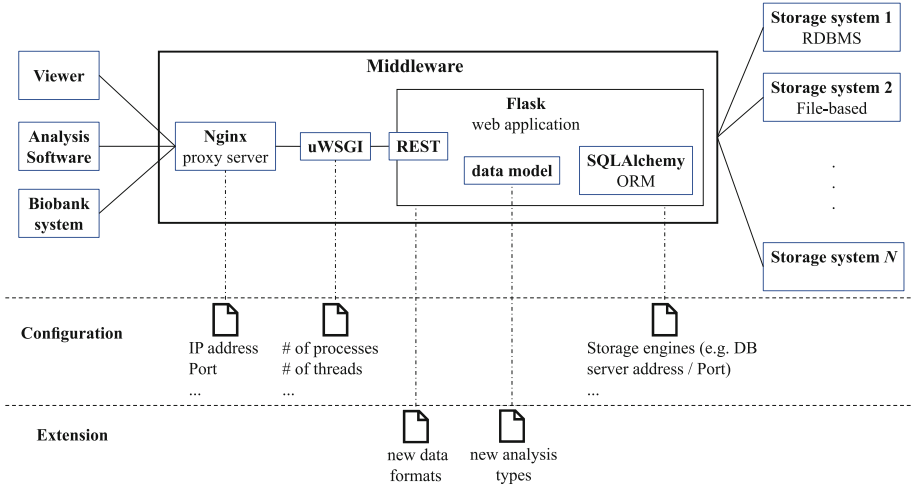 Storage system 1
RDBMS
Middleware
Viewer
Storage system 2
File-based
Flask
web application
Analysis
Software
Nginx
proxy server
uWSGI
REST
data model
SQLAlchemy
ORM
.
.
.
Biobank
system
Storage system N
Configuration
IP address
Port
...
# of processes
# of threads
...
Storage engines (e.g. DB
server address / Port)
...
Extension
new data
formats
new analysis
types